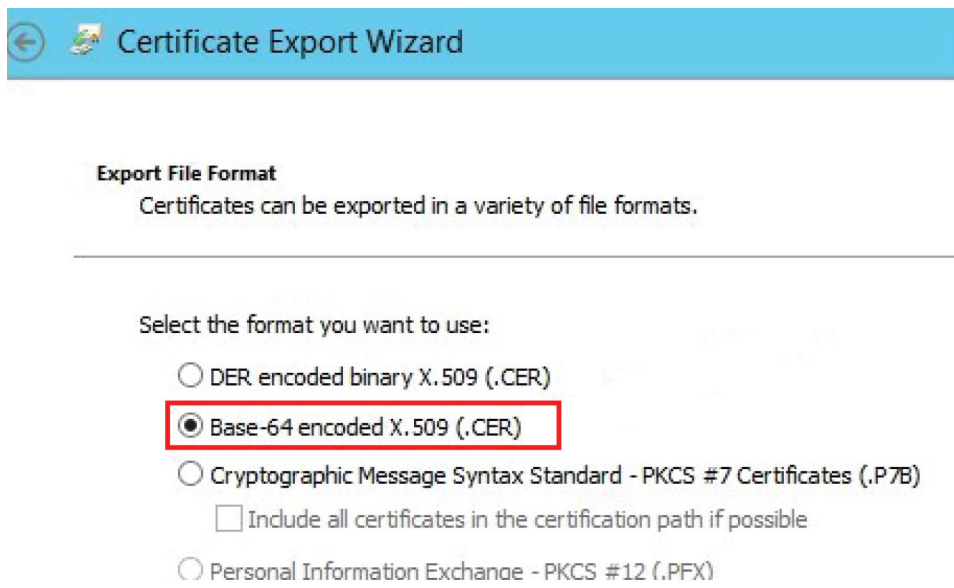 Certificate Export Wizard
Export File Format
Certificates can be exported in a variety of file formats.
Select the format you want to use:
DER encoded binary X.509 (.CER)
Base-64 encoded X.509 (.CER)
Cryptographic Message Syntax Standard - PKCS #7 Certificates (.P7B)
Include all certificates in the certification path if possible
Personal Information Exchange - PKCS #12 (.PFX)